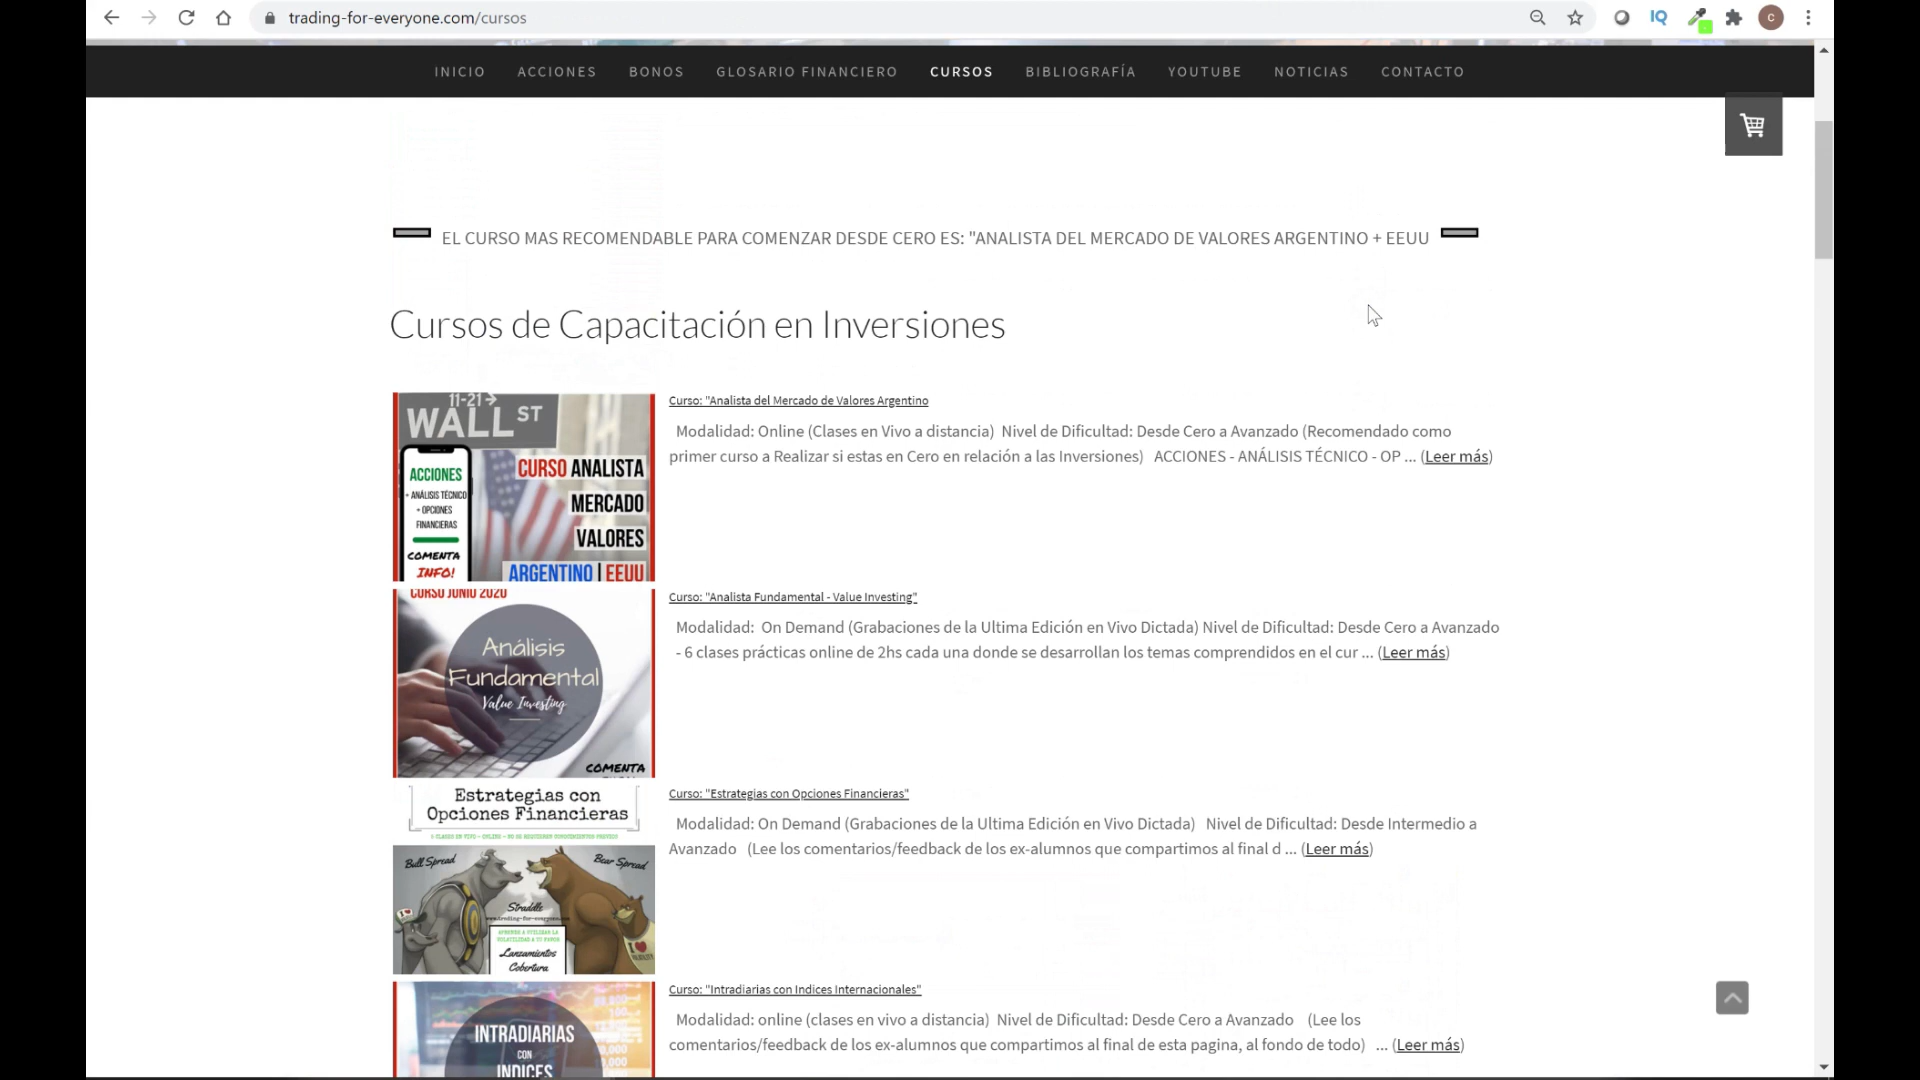 trading-for-everyone.com/cursos
IQ
C
INICIO ACCIONES BONOS GLOSARIO FINANCIERO CURSOS BIBLIOGRAFÍA YOUTUBE NOTICIAS CONTACTO
EL CURSO MAS RECOMENDABLE PARA COMENZAR DESDE CERO ES: "ANALISTA DEL MERCADO DE VALORES ARGENTINO + EEUU
Cursos de Capacitación en Inversiones
11-21→
WALL ST
ACCIONES
+ ANÁLISIS TÉCNICO
+ OPCIONES
FINANCIERAS
COMENTA
INFO!
CURSO ANALISTA
MERCADO
VALORES
ARGENTINO | EEUU
Curso: "Analista del Mercado de Valores Argentino
Modalidad: Online (Clases en Vivo a distancia) Nivel de Dificultad: Desde Cero a Avanzado (Recomendado como
primer curso a Realizar si estas en Cero en relación a las Inversiones) ACCIONES - ANÁLISIS TÉCNICO - OP ... (Leer más)
CURSO JUNIO 2020
Análisis
Fundamental
Value Investing
COMENTA
Curso: "Analista Fundamental - Value Investing"
Modalidad: On Demand (Grabaciones de la Ultima Edición en Vivo Dictada) Nivel de Dificultad: Desde Cero a Avanzado
- 6 clases prácticas online de 2hs cada una donde se desarrollan los temas comprendidos en el cur ... (Leer más)
Estrategias con
Opciones Financieras
Bull Spread
Bear Spread
Straddle
www.trading-for-everyone.com
APRENDE A UTILIZAR LA
VOLATILIDAD A TU FAVOR
Lanzamientos
Cobertura
Curso: "Estrategias con Opciones Financieras"
Modalidad: On Demand (Grabaciones de la Ultima Edición en Vivo Dictada) Nivel de Dificultad: Desde Intermedio a
Avanzado (Lee los comentarios/feedback de los ex-alumnos que compartimos al final d ... (Leer más)
INTRADIARIAS
CON
INDICES
Curso: "Intradiarias con Indices Internacionales"
Modalidad: online (clases en vivo a distancia) Nivel de Dificultad: Desde Cero a Avanzado (Lee los
comentarios/feedback de los ex-alumnos que compartimos al final de esta pagina, al fondo de todo) ... (Leer más)